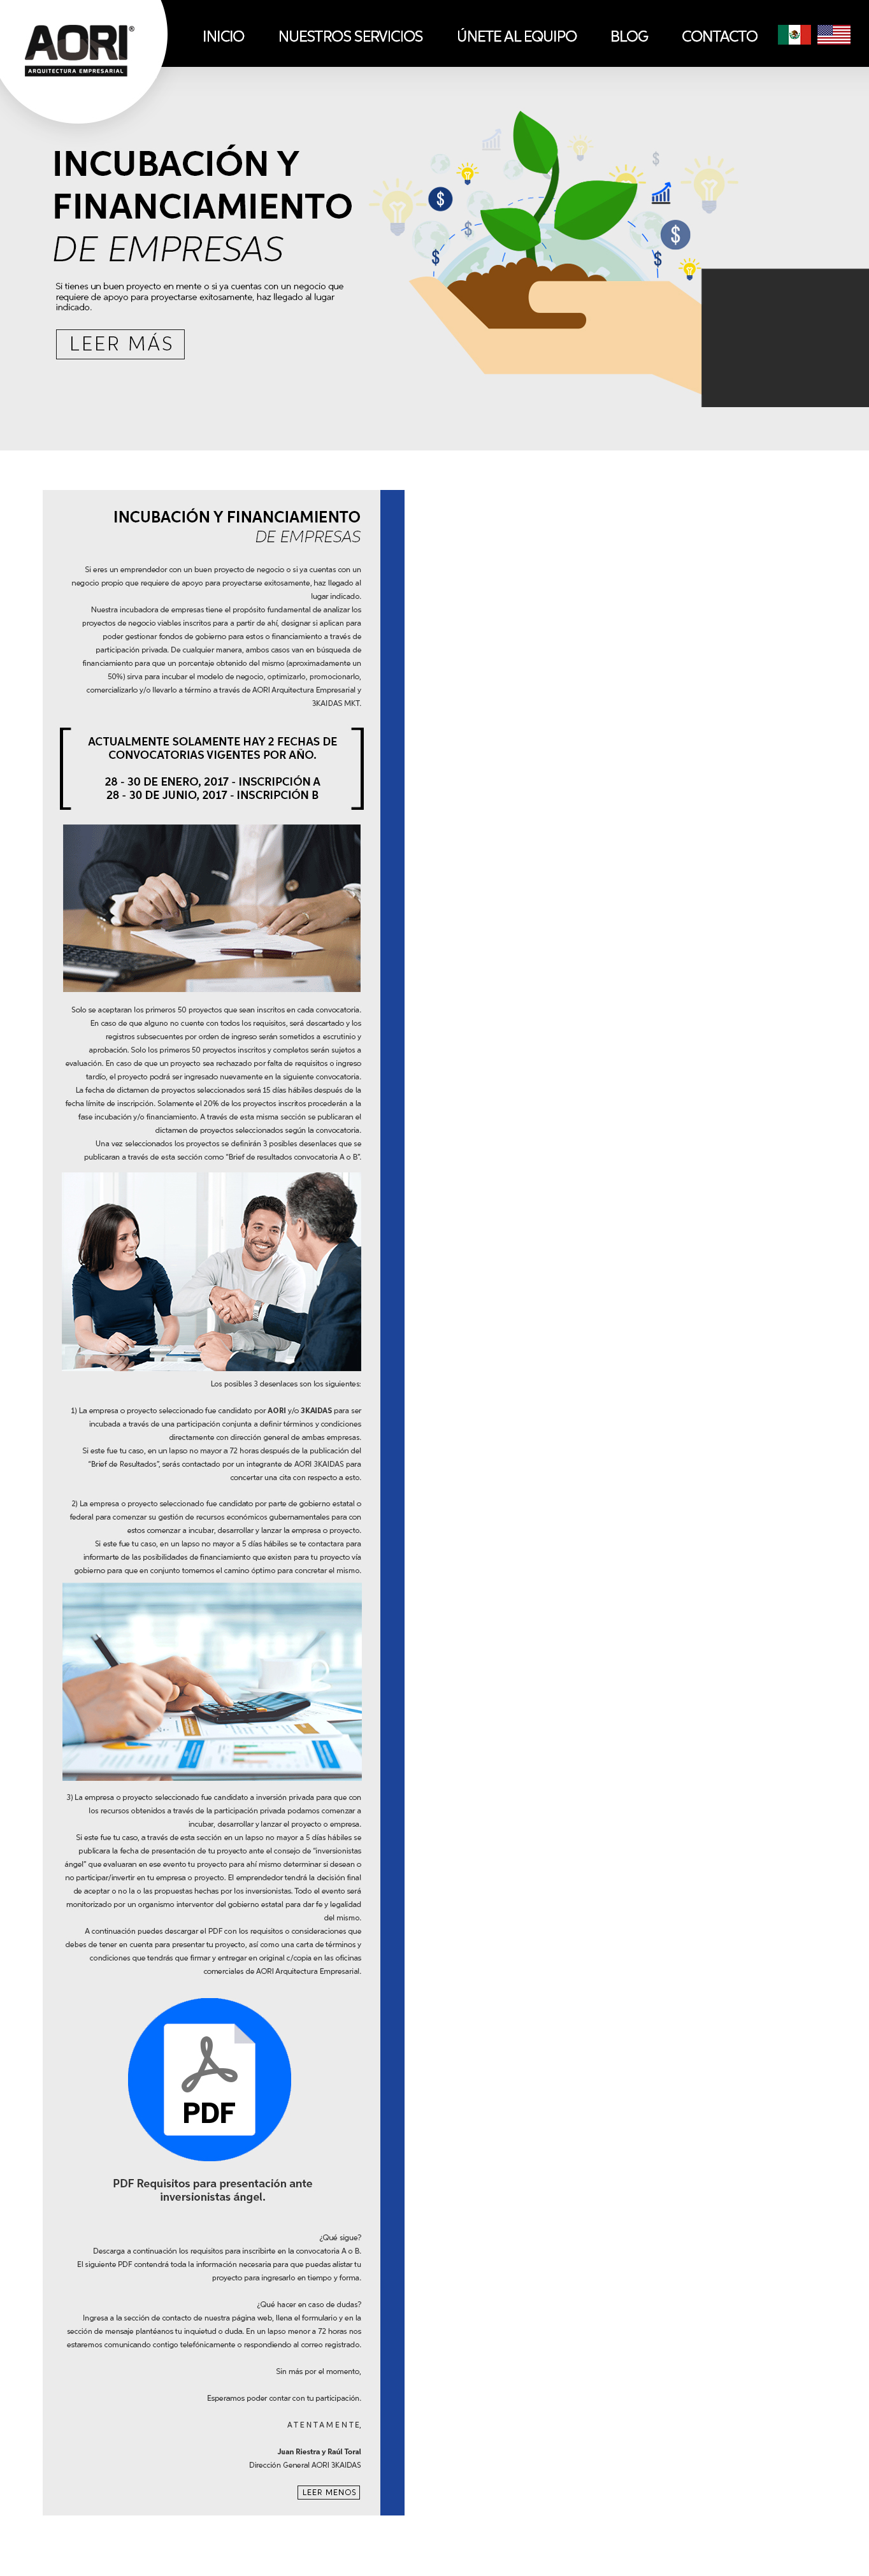 AORI®
ARQUITECTURA EMPRESARIAL
INICIO
NUESTROS SERVICIOS
ÚNETE AL EQUIPO
BLOG
CONTACTO
INCUBACIÓN Y
FINANCIAMIENTO
DE EMPRESAS
Si tienes un buen proyecto en mente o si ya cuentas con un negocio que
requiere de apoyo para proyectarse exitosamente, haz llegado al lugar
indicado.
LEER MÁS
$
$
$
$
$
$
INCUBACIÓN Y FINANCIAMIENTO
DE EMPRESAS
Si eres un emprendedor con un buen proyecto de negocio o si ya cuentas con un
negocio propio que requiere de apoyo para proyectarse exitosamente, haz llegado al
lugar indicado.
Nuestra incubadora de empresas tiene el propósito fundamental de analizar los
proyectos de negocio viables inscritos para a partir de ahí, designar si aplican para
poder gestionar fondos de gobierno para estos o financiamiento a través de
participación privada. De cualquier manera, ambos casos van en búsqueda de
financiamiento para que un porcentaje obtenido del mismo (aproximadamente un
50%) sirva para incubar el modelo de negocio, optimizarlo, promocionarlo,
comercializarlo y/o llevarlo a término a través de AORI Arquitectura Empresarial y
3KAIDAS MKT.
ACTUALMENTE SOLAMENTE HAY 2 FECHAS DE
CONVOCATORIAS VIGENTES POR AÑO.
28 - 30 DE ENERO, 2017 - INSCRIPCIÓN A
28 - 30 DE JUNIO, 2017 - INSCRIPCIÓN B
Solo se aceptaran los primeros 50 proyectos que sean inscritos en cada convocatoria.
En caso de que alguno no cuente con todos los requisitos, será descartado y los
registros subsecuentes por orden de ingreso serán sometidos a escrutinio y
aprobación. Solo los primeros 50 proyectos inscritos y completos serán sujetos a
evaluación. En caso de que un proyecto sea rechazado por falta de requisitos o ingreso
tardío, el proyecto podrá ser ingresado nuevamente en la siguiente convocatoria.
La fecha de dictamen de proyectos seleccionados será 15 días hábiles después de la
fecha límite de inscripción. Solamente el 20% de los proyectos inscritos procederán a la
fase incubación y/o financiamiento. A través de esta misma sección se publicaran el
dictamen de proyectos seleccionados según la convocatoria.
Una vez seleccionados los proyectos se definirán 3 posibles desenlaces que se
publicaran a través de esta sección como “Brief de resultados convocatoria A o B”.
Los posibles 3 desenlaces son los siguientes:
1) La empresa o proyecto seleccionado fue candidato por AORI y/o 3KAIDAS para ser
incubada a través de una participación conjunta a definir términos y condiciones
directamente con dirección general de ambas empresas.
Si este fue tu caso, en un lapso no mayor a 72 horas después de la publicación del
“Brief de Resultados”, serás contactado por un integrante de AORI 3KAIDAS para
concertar una cita con respecto a esto.
2) La empresa o proyecto seleccionado fue candidato por parte de gobierno estatal o
federal para comenzar su gestión de recursos económicos gubernamentales para con
estos comenzar a incubar, desarrollar y lanzar la empresa o proyecto.
Si este fue tu caso, en un lapso no mayor a 5 días hábiles se te contactara para
informarte de las posibilidades de financiamiento que existen para tu proyecto vía
gobierno para que en conjunto tomemos el camino óptimo para concretar el mismo.
3) La empresa o proyecto seleccionado fue candidato a inversión privada para que con
los recursos obtenidos a través de la participación privada podamos comenzar a
incubar, desarrollar y lanzar el proyecto o empresa.
Si este fue tu caso, a través de esta sección en un lapso no mayor a 5 días hábiles se
publicara la fecha de presentación de tu proyecto ante el consejo de “inversionistas
ángel” que evaluaran en ese evento tu proyecto para ahí mismo determinar si desean o
no participar/invertir en tu empresa o proyecto. El emprendedor tendrá la decisión final
de aceptar o no la o las propuestas hechas por los inversionistas. Todo el evento será
monitorizado por un organismo interventor del gobierno estatal para dar fe y legalidad
del mismo.
A continuación puedes descargar el PDF con los requisitos o consideraciones que
debes de tener en cuenta para presentar tu proyecto, así como una carta de términos y
condiciones que tendrás que firmar y entregar en original c/copia en las oficinas
comerciales de AORI Arquitectura Empresarial.
PDF
PDF Requisitos para presentación ante
inversionistas ángel.
¿Qué sigue?
Descarga a continuación los requisitos para inscribirte en la convocatoria A o B.
El siguiente PDF contendrá toda la información necesaria para que puedas alistar tu
proyecto para ingresarlo en tiempo y forma.
¿Qué hacer en caso de dudas?
Ingresa a la sección de contacto de nuestra página web, llena el formulario y en la
sección de mensaje plantéanos tu inquietud o duda. En un lapso menor a 72 horas nos
estaremos comunicando contigo telefónicamente o respondiendo al correo registrado.
Sin más por el momento,
Esperamos poder contar con tu participación.
A T E N T A M E N T E,
Juan Riestra y Raúl Toral
Dirección General AORI 3KAIDAS
LEER MENOS